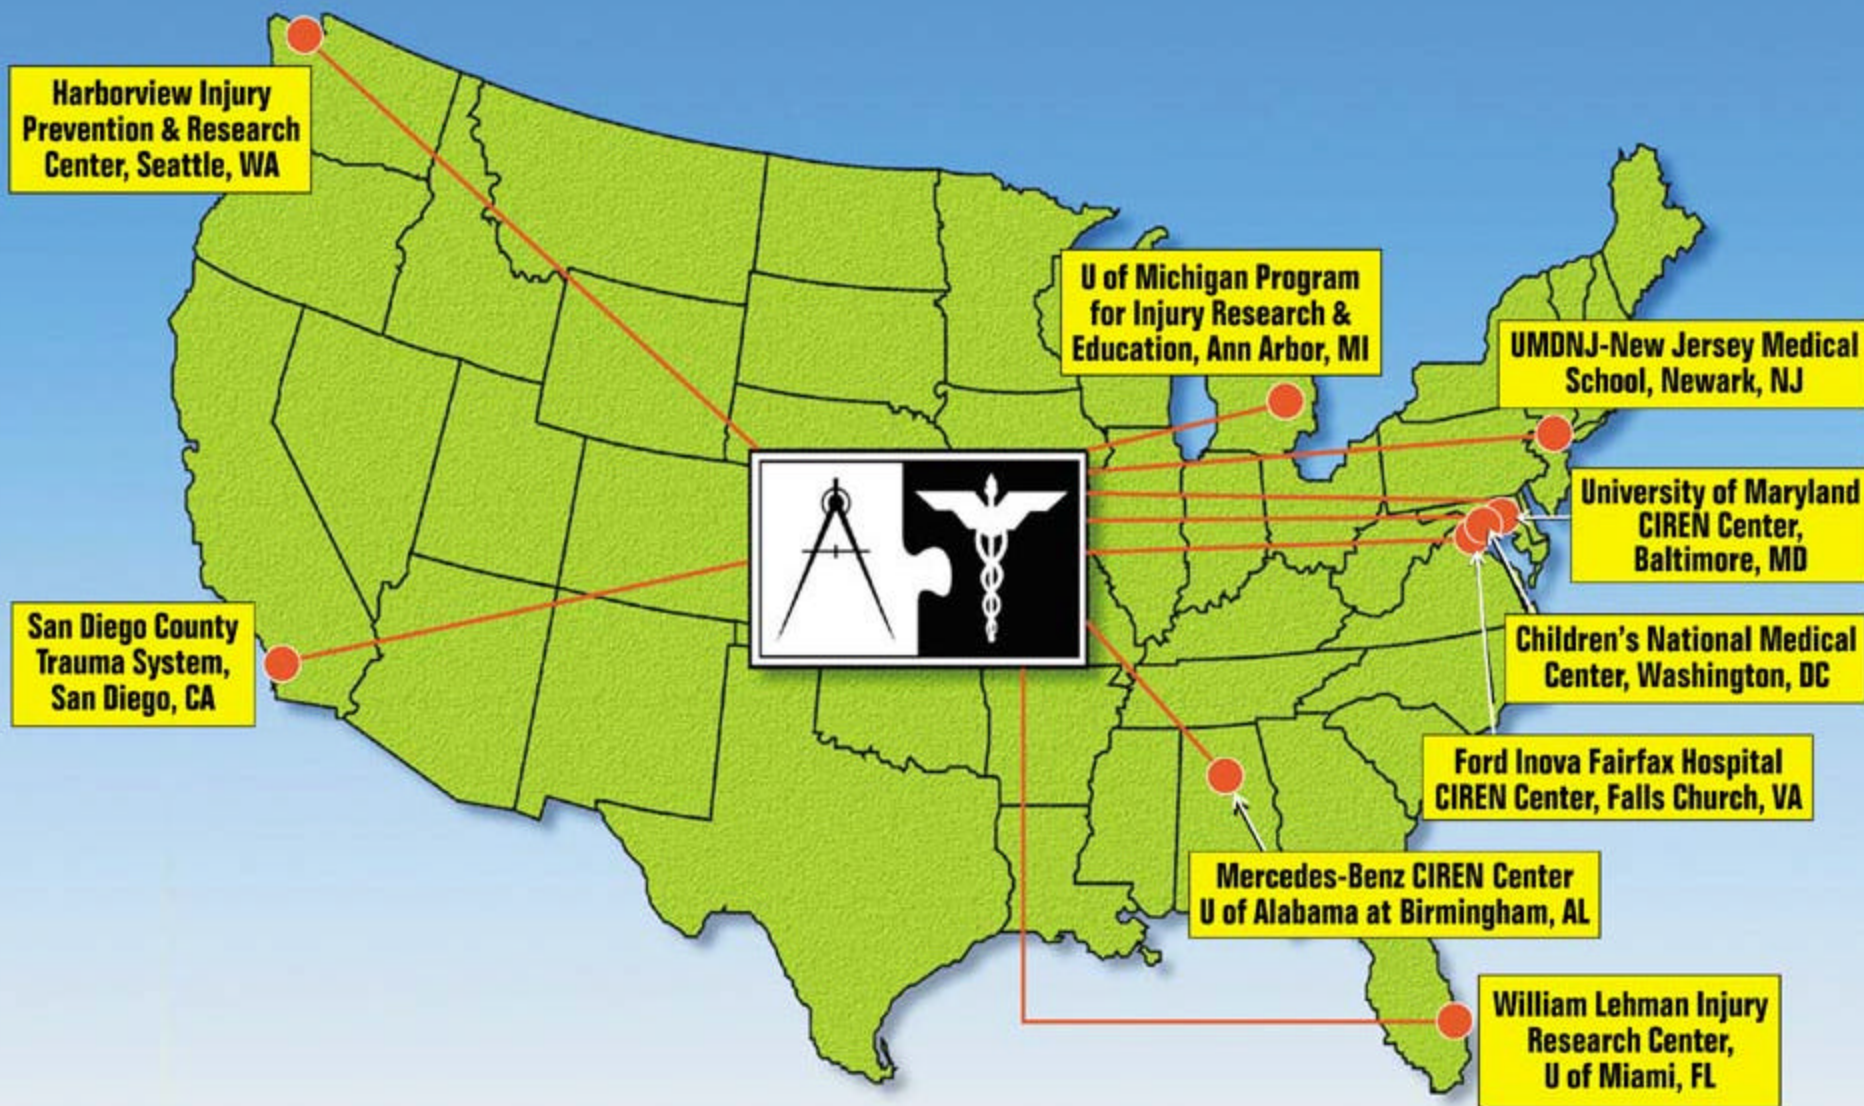 Harborview Injury
Prevention & Research
Center, Seattle, WA
U of Michigan Program
for Injury Research &
Education, Ann Arbor, MI
UMDNJ-New Jersey Medical
School, Newark, NJ
University of Maryland
CIREN Center,
Baltimore, MD
San Diego County
Trauma System,
San Diego, CA
Children's National Medical
Center, Washington, DC
Ford Inova Fairfax Hospital
CIREN Center, Falls Church, VA
Mercedes-Benz CIREN Center
U of Alabama at Birmingham, AL
William Lehman Injury
Research Center,
U of Miami, FL